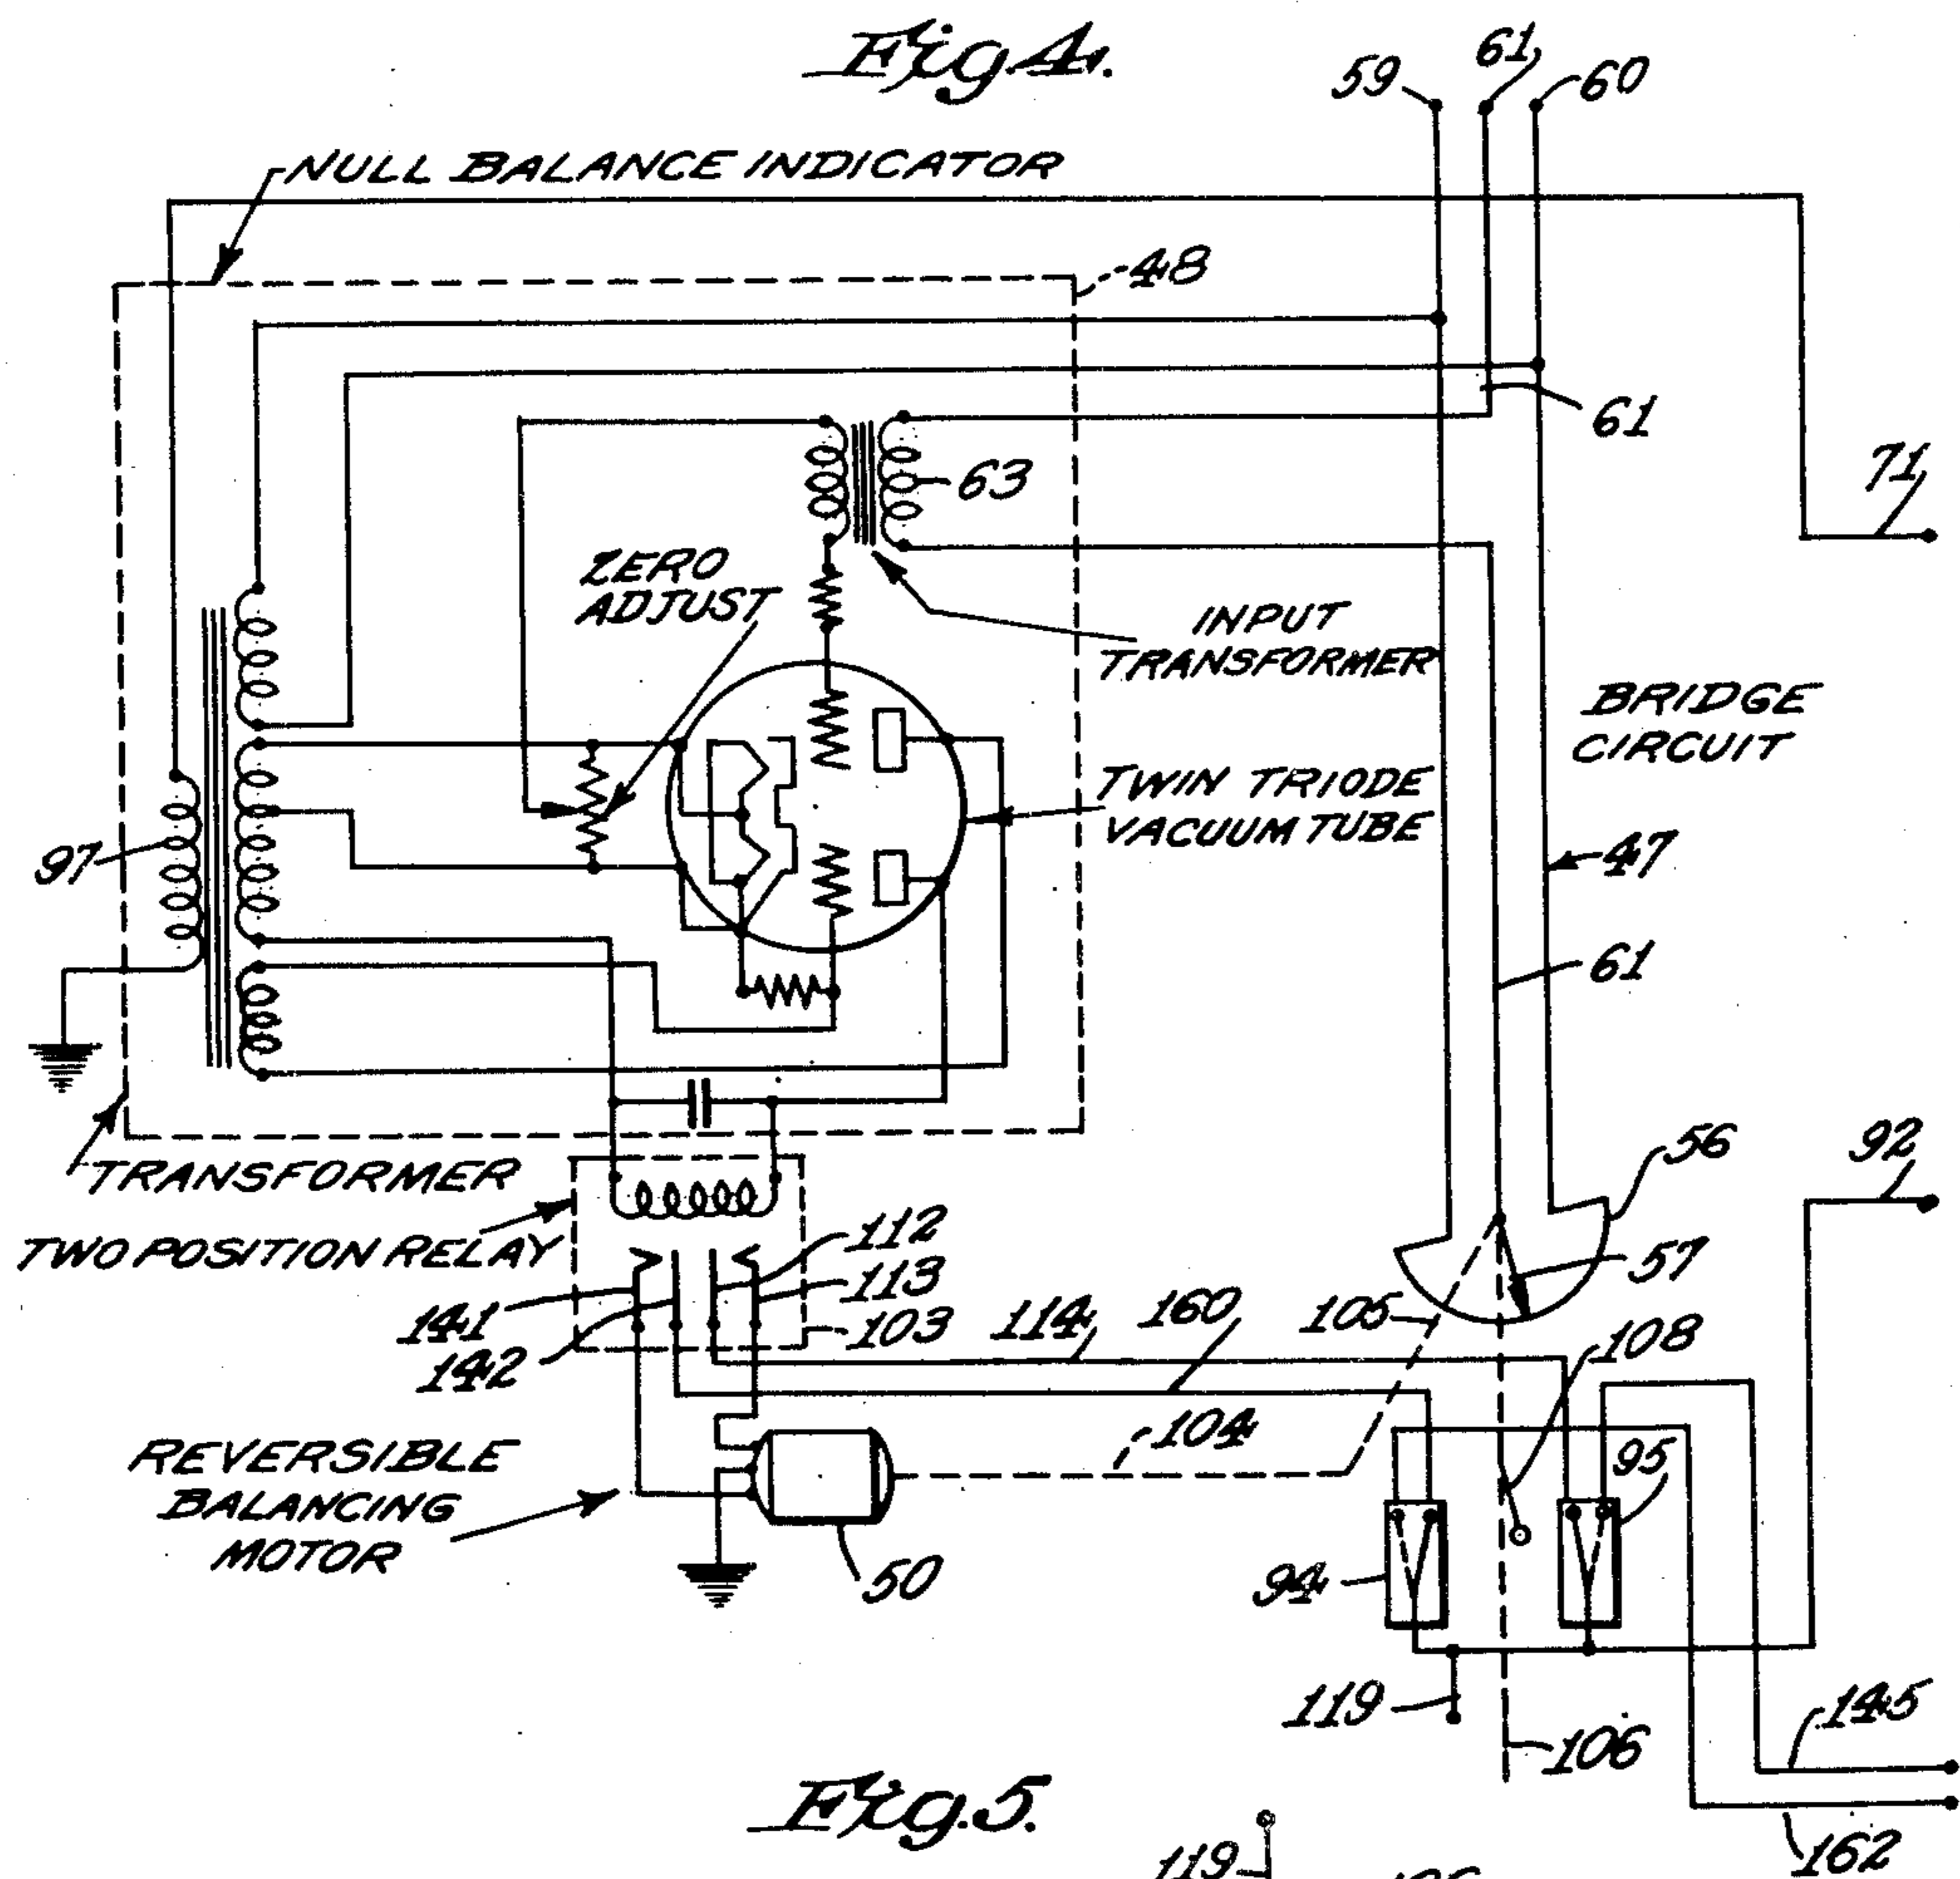 Fig. 4.
59
61
60
NULL BALANCE INDICATOR
48
61
71
63
ZERO
ADJUST
INPUT
TRANSFORMER
BRIDGE
CIRCUIT
TWIN TRIODE
VACUUM TUBE
97
47
61
TRANSFORMER
56
92
TWO POSITION RELAY
112
113
57
141
142
103
114
160
105
108
104
95
REVERSIBLE
BALANCING
MOTOR
50
94
119
106
145
Fig. 5.
119
162